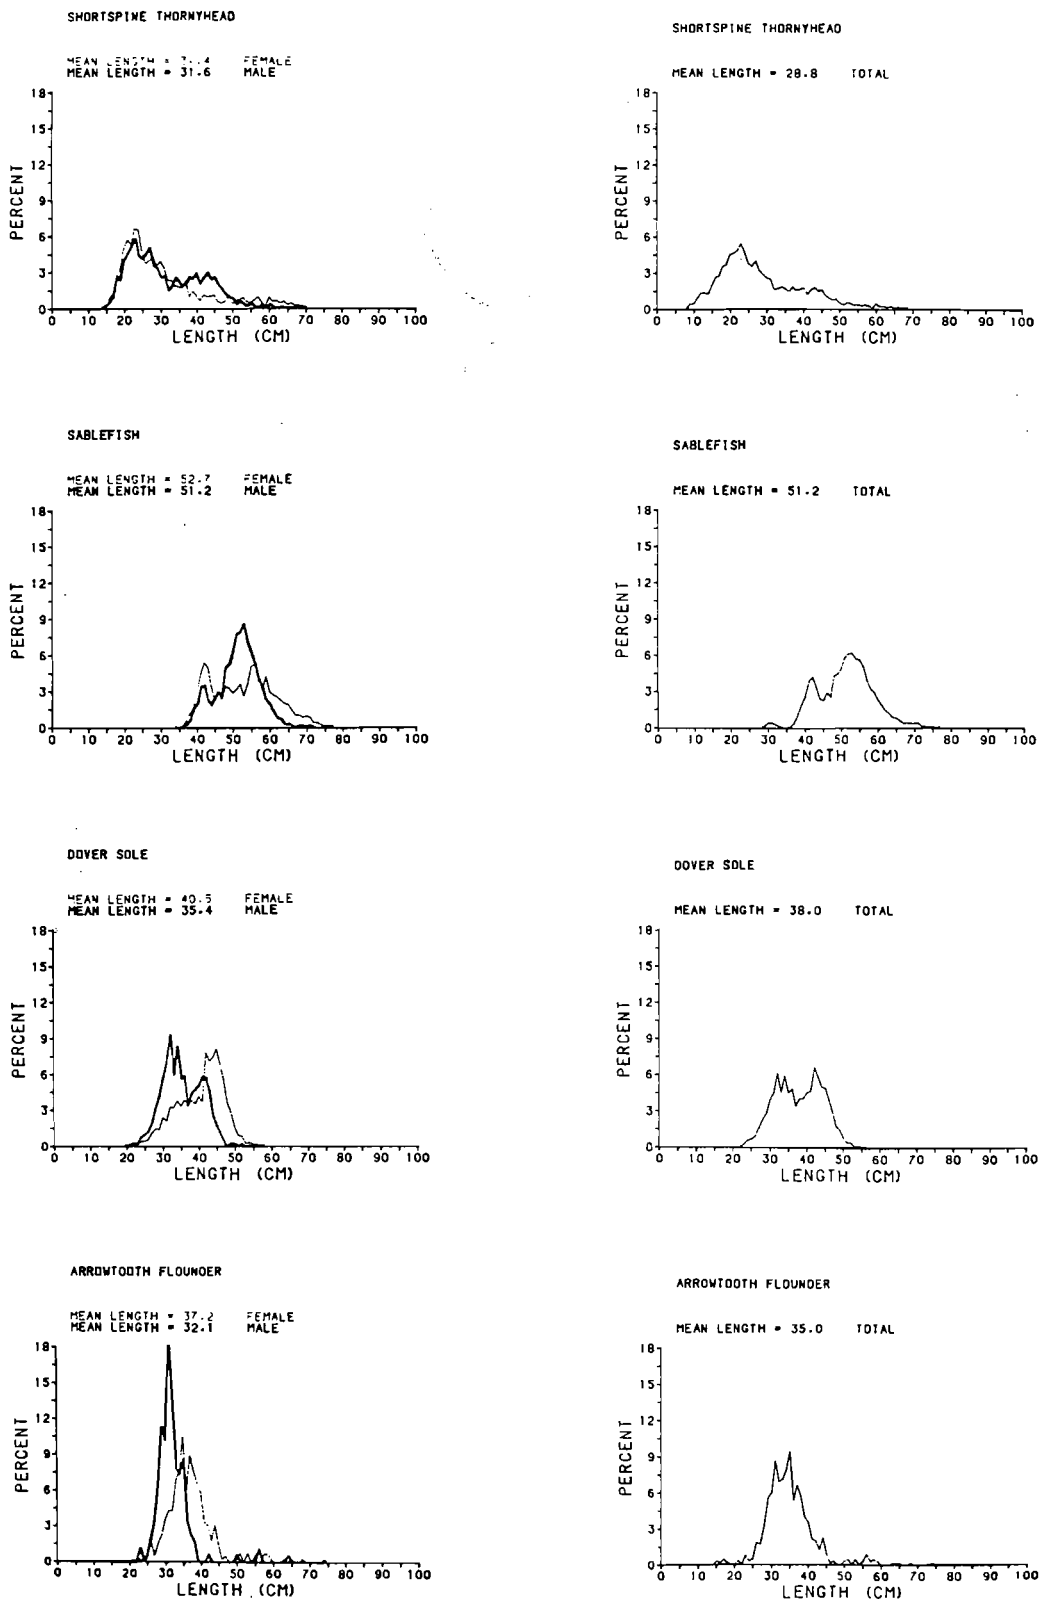 SHORTSPINE THORNYHEAD
MEAN LENGTH = 31.4 FEMALE
MEAN LENGTH = 31.6 MALE
18
15
12
9
6
3
0
PERCENT
0 10 20 30 40 50 60 70 80 90 100
LENGTH (CM)
SHORTSPINE THORNYHEAD
MEAN LENGTH = 28.8 TOTAL
18
15
12
9
6
3
0
PERCENT
0 10 20 30 40 50 60 70 80 90 100
LENGTH (CM)
SABLEFISH
MEAN LENGTH = 52.7 FEMALE
MEAN LENGTH = 51.2 MALE
18
15
12
9
6
3
0
PERCENT
0 10 20 30 40 50 60 70 80 90 100
LENGTH (CM)
SABLEFISH
MEAN LENGTH = 51.2 TOTAL
18
15
12
9
6
3
0
PERCENT
0 10 20 30 40 50 60 70 80 90 100
LENGTH (CM)
DOVER SOLE
MEAN LENGTH = 40.5 FEMALE
MEAN LENGTH = 35.4 MALE
18
15
12
9
6
3
0
PERCENT
0 10 20 30 40 50 60 70 80 90 100
LENGTH (CM)
DOVER SOLE
MEAN LENGTH = 38.0 TOTAL
18
15
12
9
6
3
0
PERCENT
0 10 20 30 40 50 60 70 80 90 100
LENGTH (CM)
ARROWTOOTH FLOUNDER
MEAN LENGTH = 37.2 FEMALE
MEAN LENGTH = 32.1 MALE
18
15
12
9
6
3
0
PERCENT
0 10 20 30 40 50 60 70 80 90 100
LENGTH (CM)
ARROWTOOTH FLOUNDER
MEAN LENGTH = 35.0 TOTAL
18
15
12
9
6
3
0
PERCENT
0 10 20 30 40 50 60 70 80 90 100
LENGTH (CM)